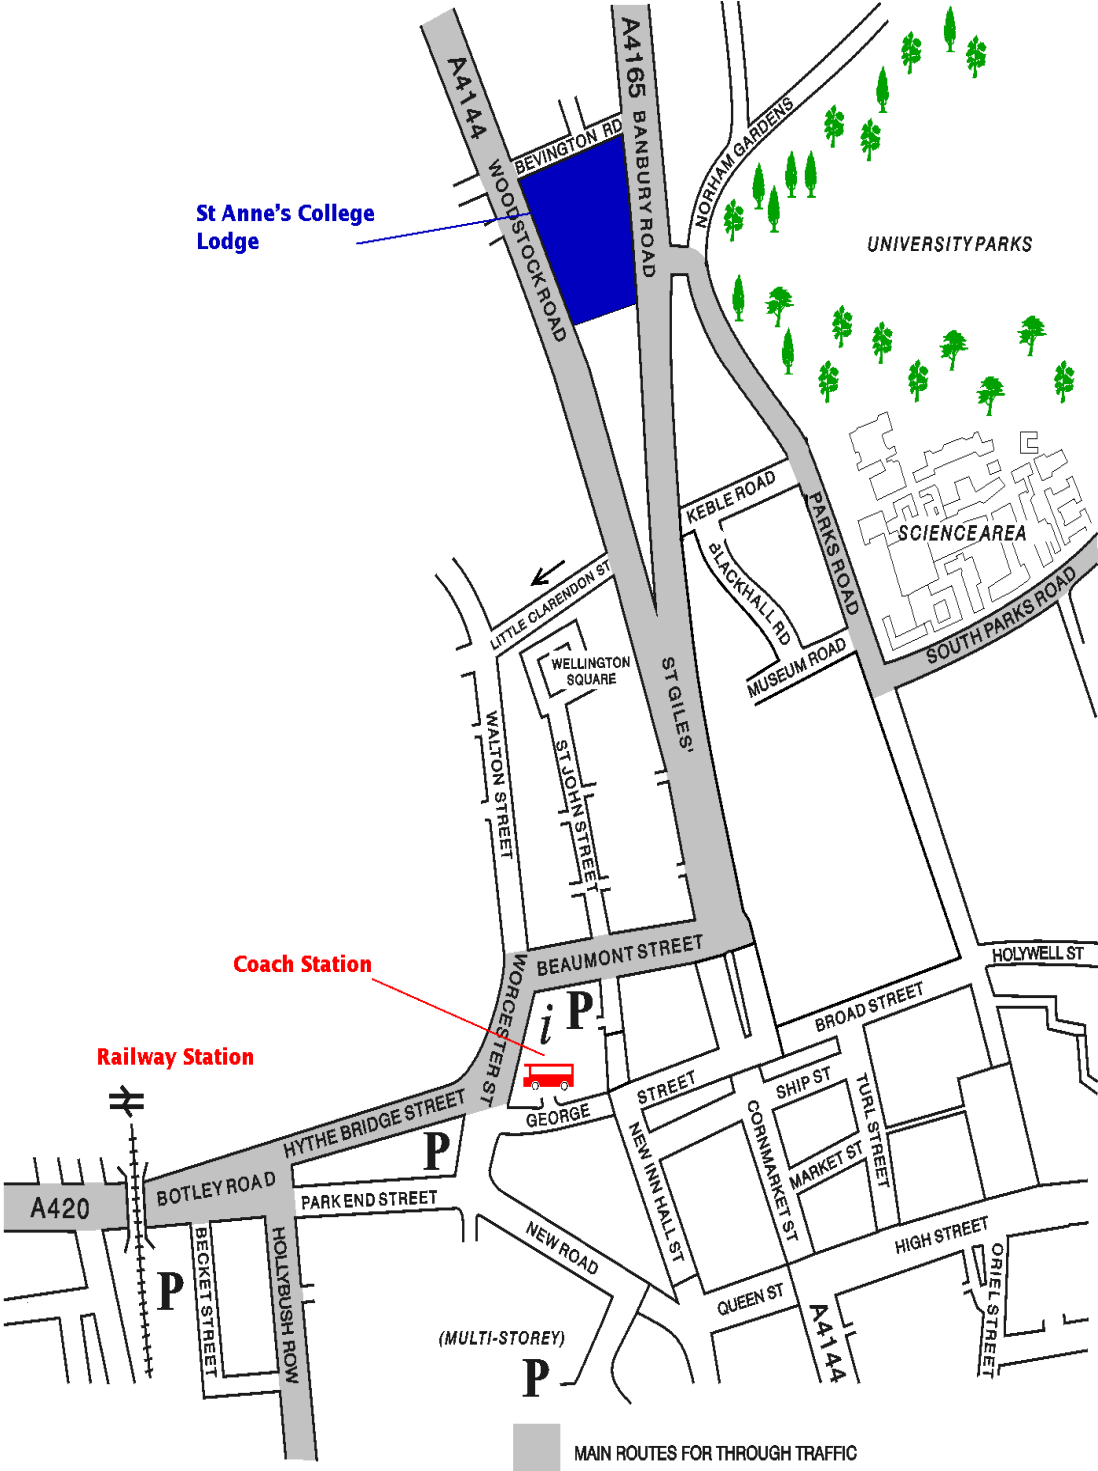 A4144
A4165
BEVINGTON RD
BANBURY ROAD
NORHAM GARDENS
WOODSTOCK ROAD
St Anne's College
Lodge
UNIVERSITY PARKS
KEBLE ROAD
PARKS ROAD
SCIENCE AREA
BLACKHALL RD
LITTLE CLARENDON ST
SOUTH PARKS ROAD
MUSEUM ROAD
WELLINGTON
SQUARE
ST GILES'
WALTON STREET
ST JOHN STREET
BEAUMONT STREET
HOLYWELL ST
Coach Station
WORCESTER ST
i
P
BROAD STREET
Railway Station
GEORGE
STREET
SHIP ST
TURL STREET
CORNMARKET ST
NEW INN HALL ST
MARKET ST
HYTHE BRIDGE STREET
P
BOTLEY ROAD
A420
PARK END STREET
NEW ROAD
HIGH STREET
BECKET STREET
HOLLYBUSH ROW
P
QUEEN ST
ORIEL STREET
A4144
(MULTI-STOREY)
P
MAIN ROUTES FOR THROUGH TRAFFIC